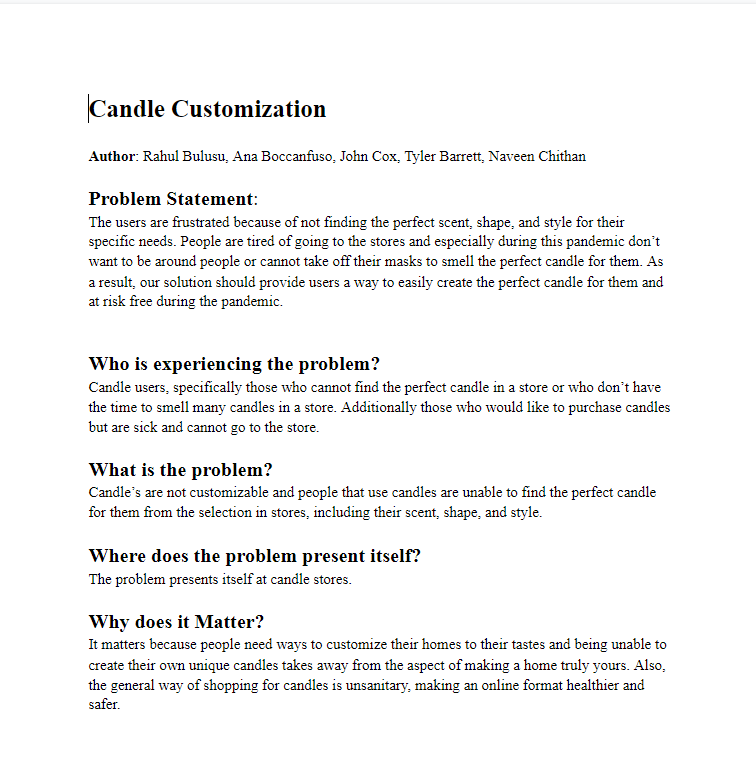 Candle Customization
Author: Rahul Bulusu, Ana Boccanfuso, John Cox, Tyler Barrett, Naveen Chithan
Problem Statement:
The users are frustrated because of not finding the perfect scent, shape, and style for their
specific needs. People are tired of going to the stores and especially during this pandemic don’t
want to be around people or cannot take off their masks to smell the perfect candle for them. As
a result, our solution should provide users a way to easily create the perfect candle for them and
at risk free during the pandemic.
Who is experiencing the problem?
Candle users, specifically those who cannot find the perfect candle in a store or who don’t have
the time to smell many candles in a store. Additionally those who would like to purchase candles
but are sick and cannot go to the store.
What is the problem?
Candle’s are not customizable and people that use candles are unable to find the perfect candle
for them from the selection in stores, including their scent, shape, and style.
Where does the problem present itself?
The problem presents itself at candle stores.
Why does it Matter?
It matters because people need ways to customize their homes to their tastes and being unable to
create their own unique candles takes away from the aspect of making a home truly yours. Also,
the general way of shopping for candles is unsanitary, making an online format healthier and
safer.